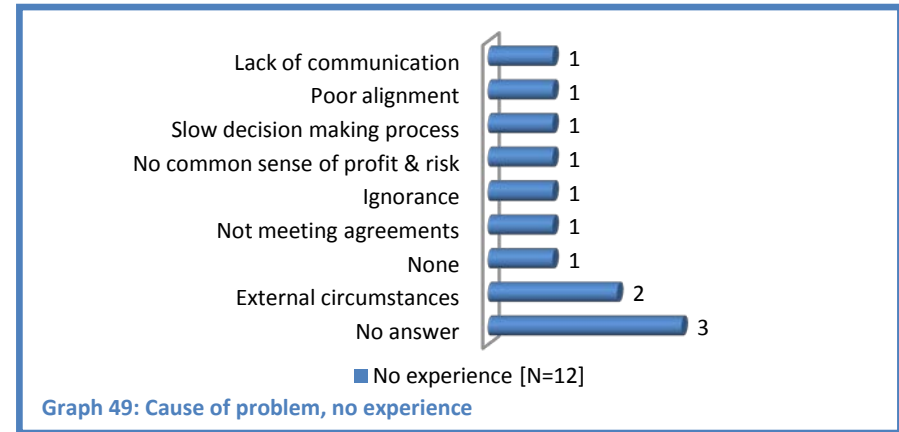 Lack of communication 1
Poor alignment 1
Slow decision making process 1
No common sense of profit & risk 1
Ignorance 1
Not meeting agreements 1
None 1
External circumstances 2
No answer 3
No experience [N=12]
Graph 49: Cause of problem, no experience